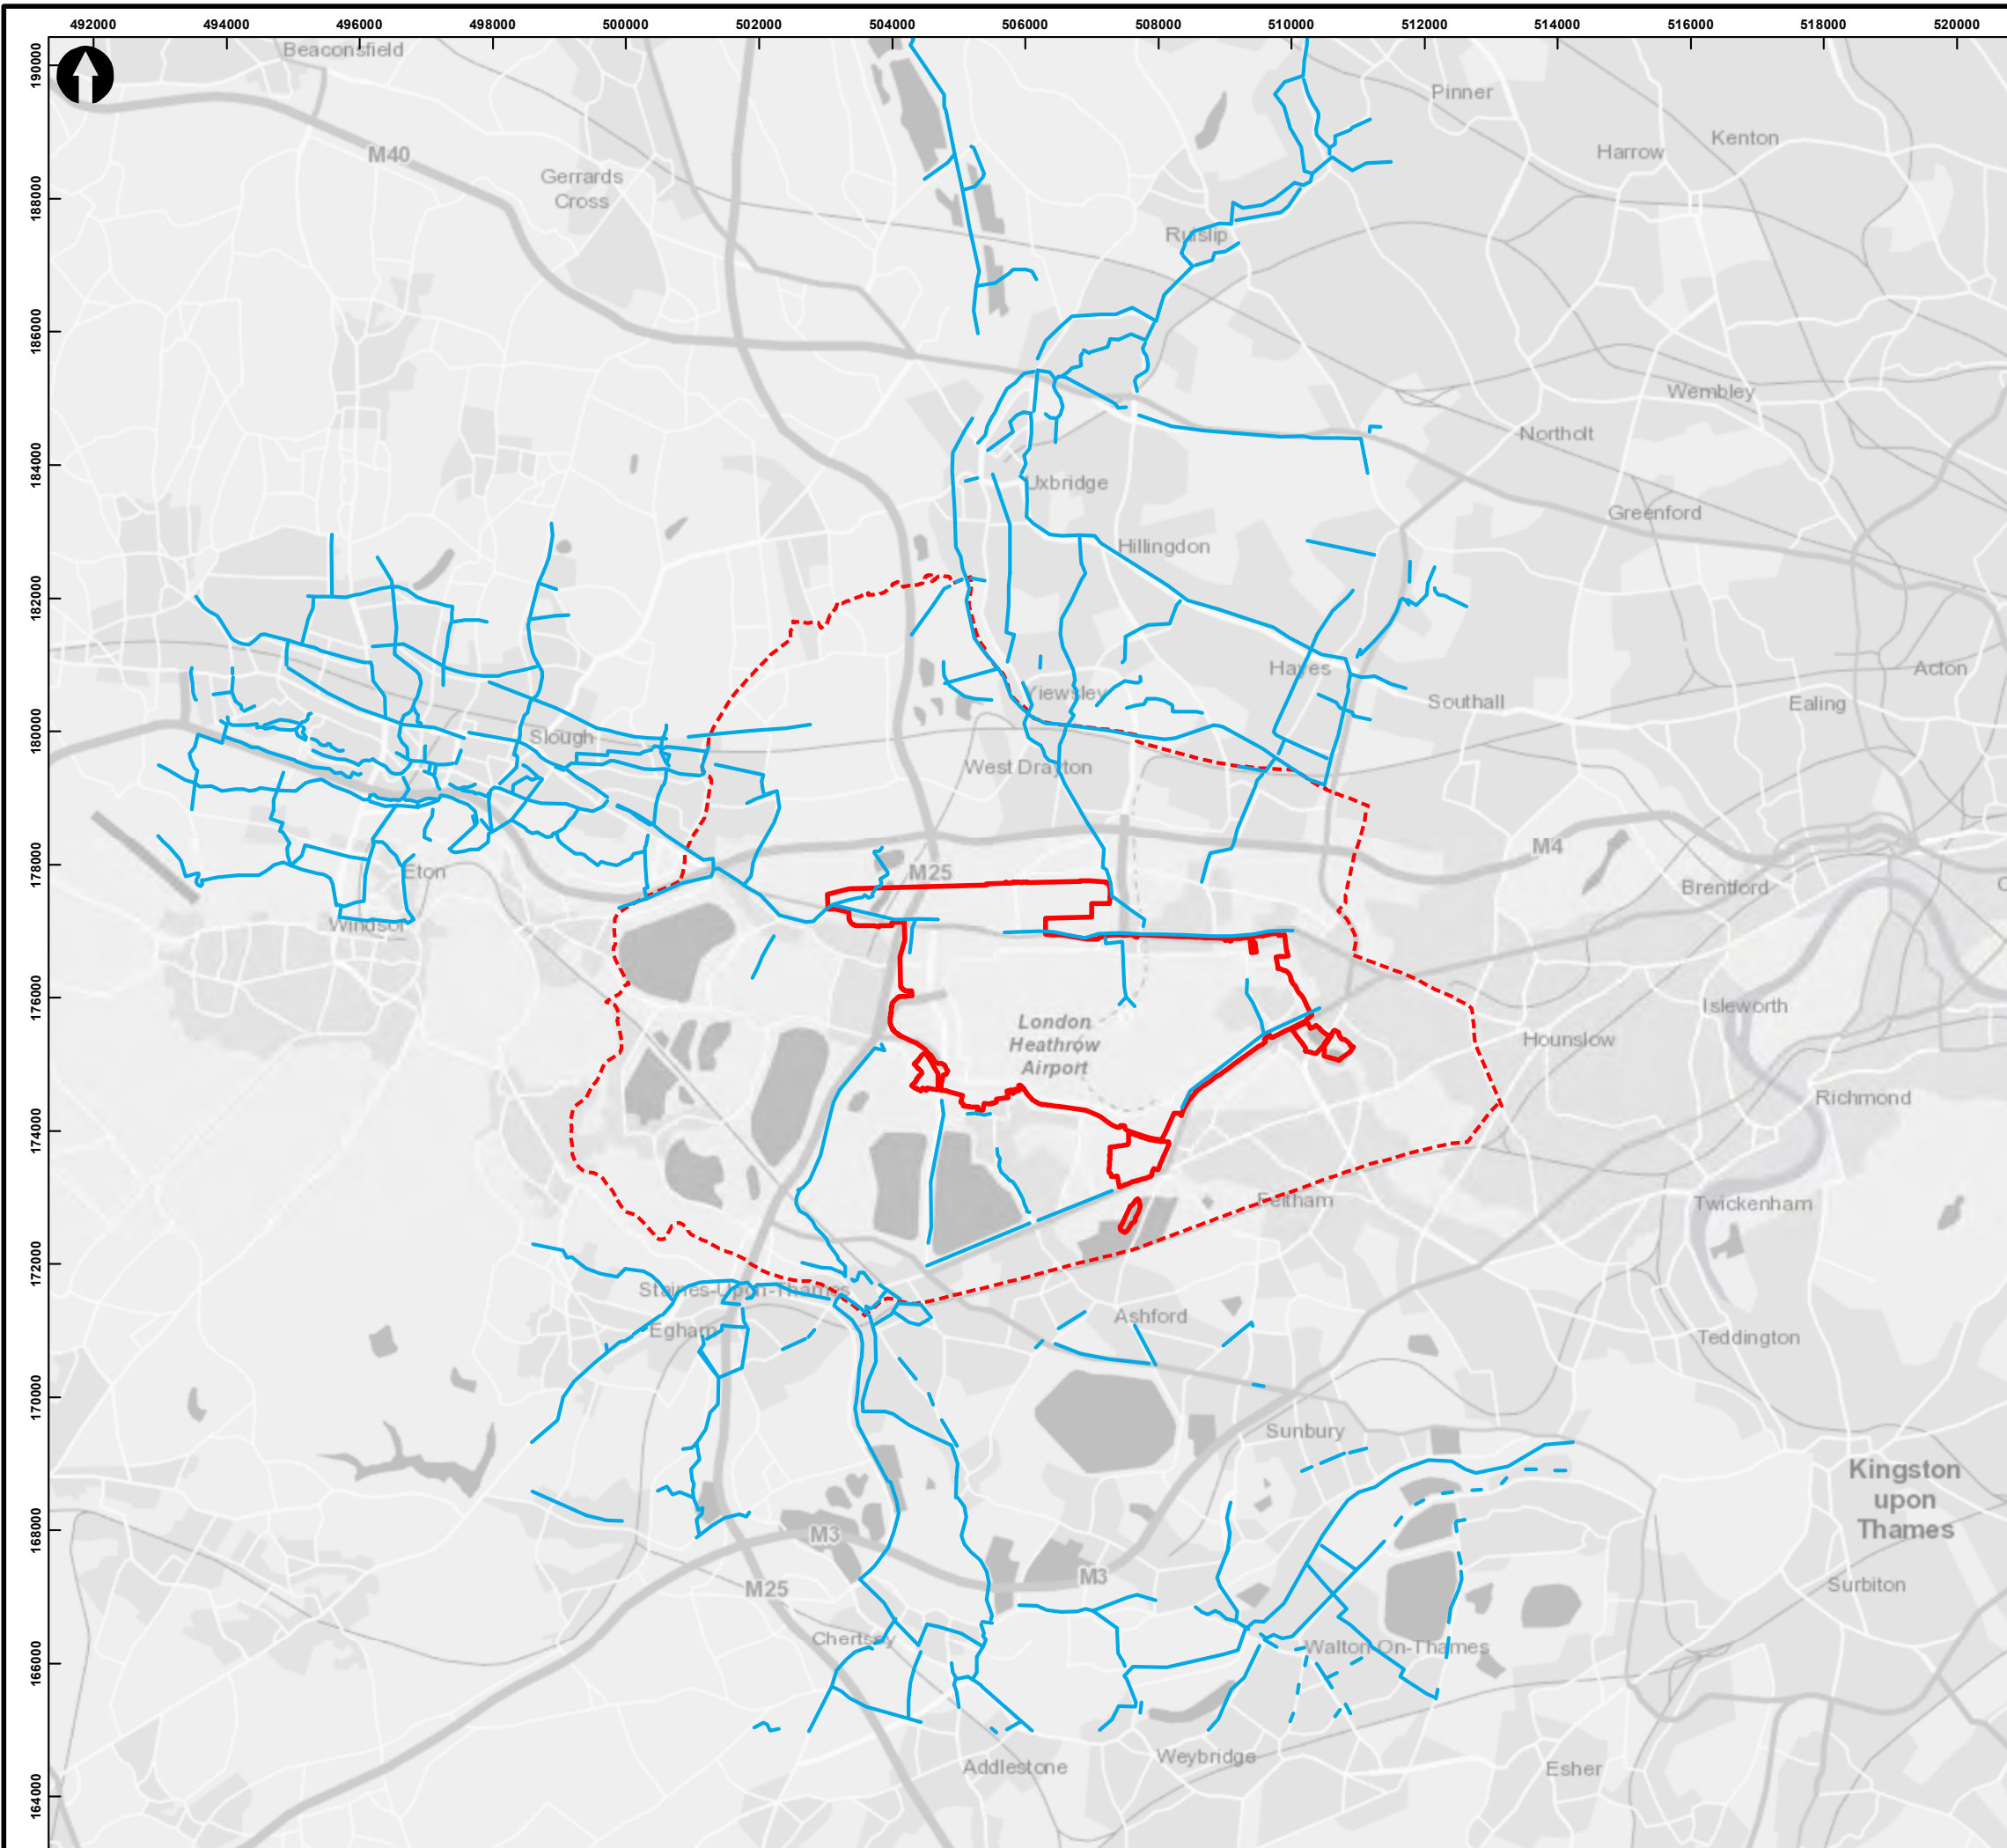 492000 494000 496000 498000 500000 502000 504000 506000 508000 510000 512000 514000 516000 518000 520000
190000
188000
186000
184000
182000
180000
178000
176000
174000
172000
170000
168000
166000
164000
Beaconsfield
Pinner
Kenton
Harrow
M40
Gerrards
Cross
Ruislip
Wembley
Northolt
Uxbridge
Greenford
Hillingdon
Hayes
Acton
Yiewsley
Southall
Ealing
Slough
West Drayton
M4
M25
Eton
Brentford
Windsor
Isleworth
London
Heathrow
Airport
Hounslow
Richmond
Feltham
Twickenham
Staines-Upon-Thames
Ashford
Egham
Teddington
Sunbury
Kingston
upon
Thames
M3
M3
M25
Surbiton
Chertsey
Walton On-Thames
Weybridge
Addlestone
Esher